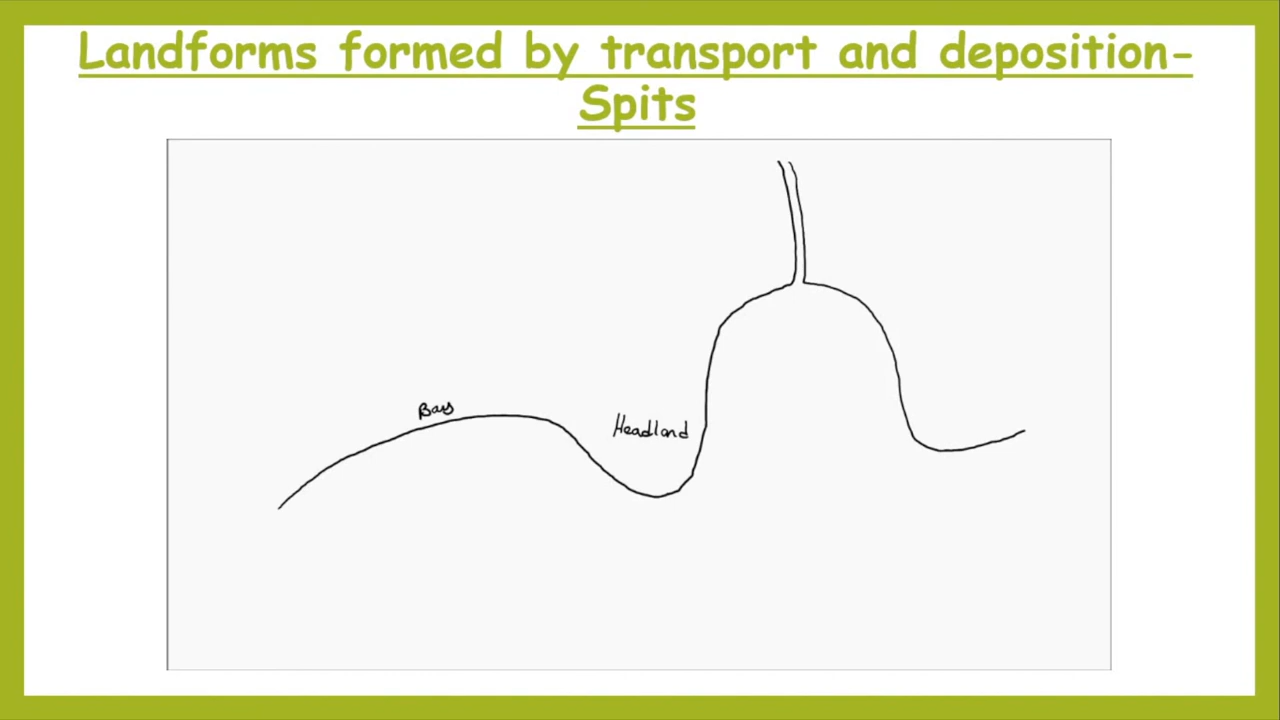 Landforms formed by transport and deposition-
Spits
Bay
Headland